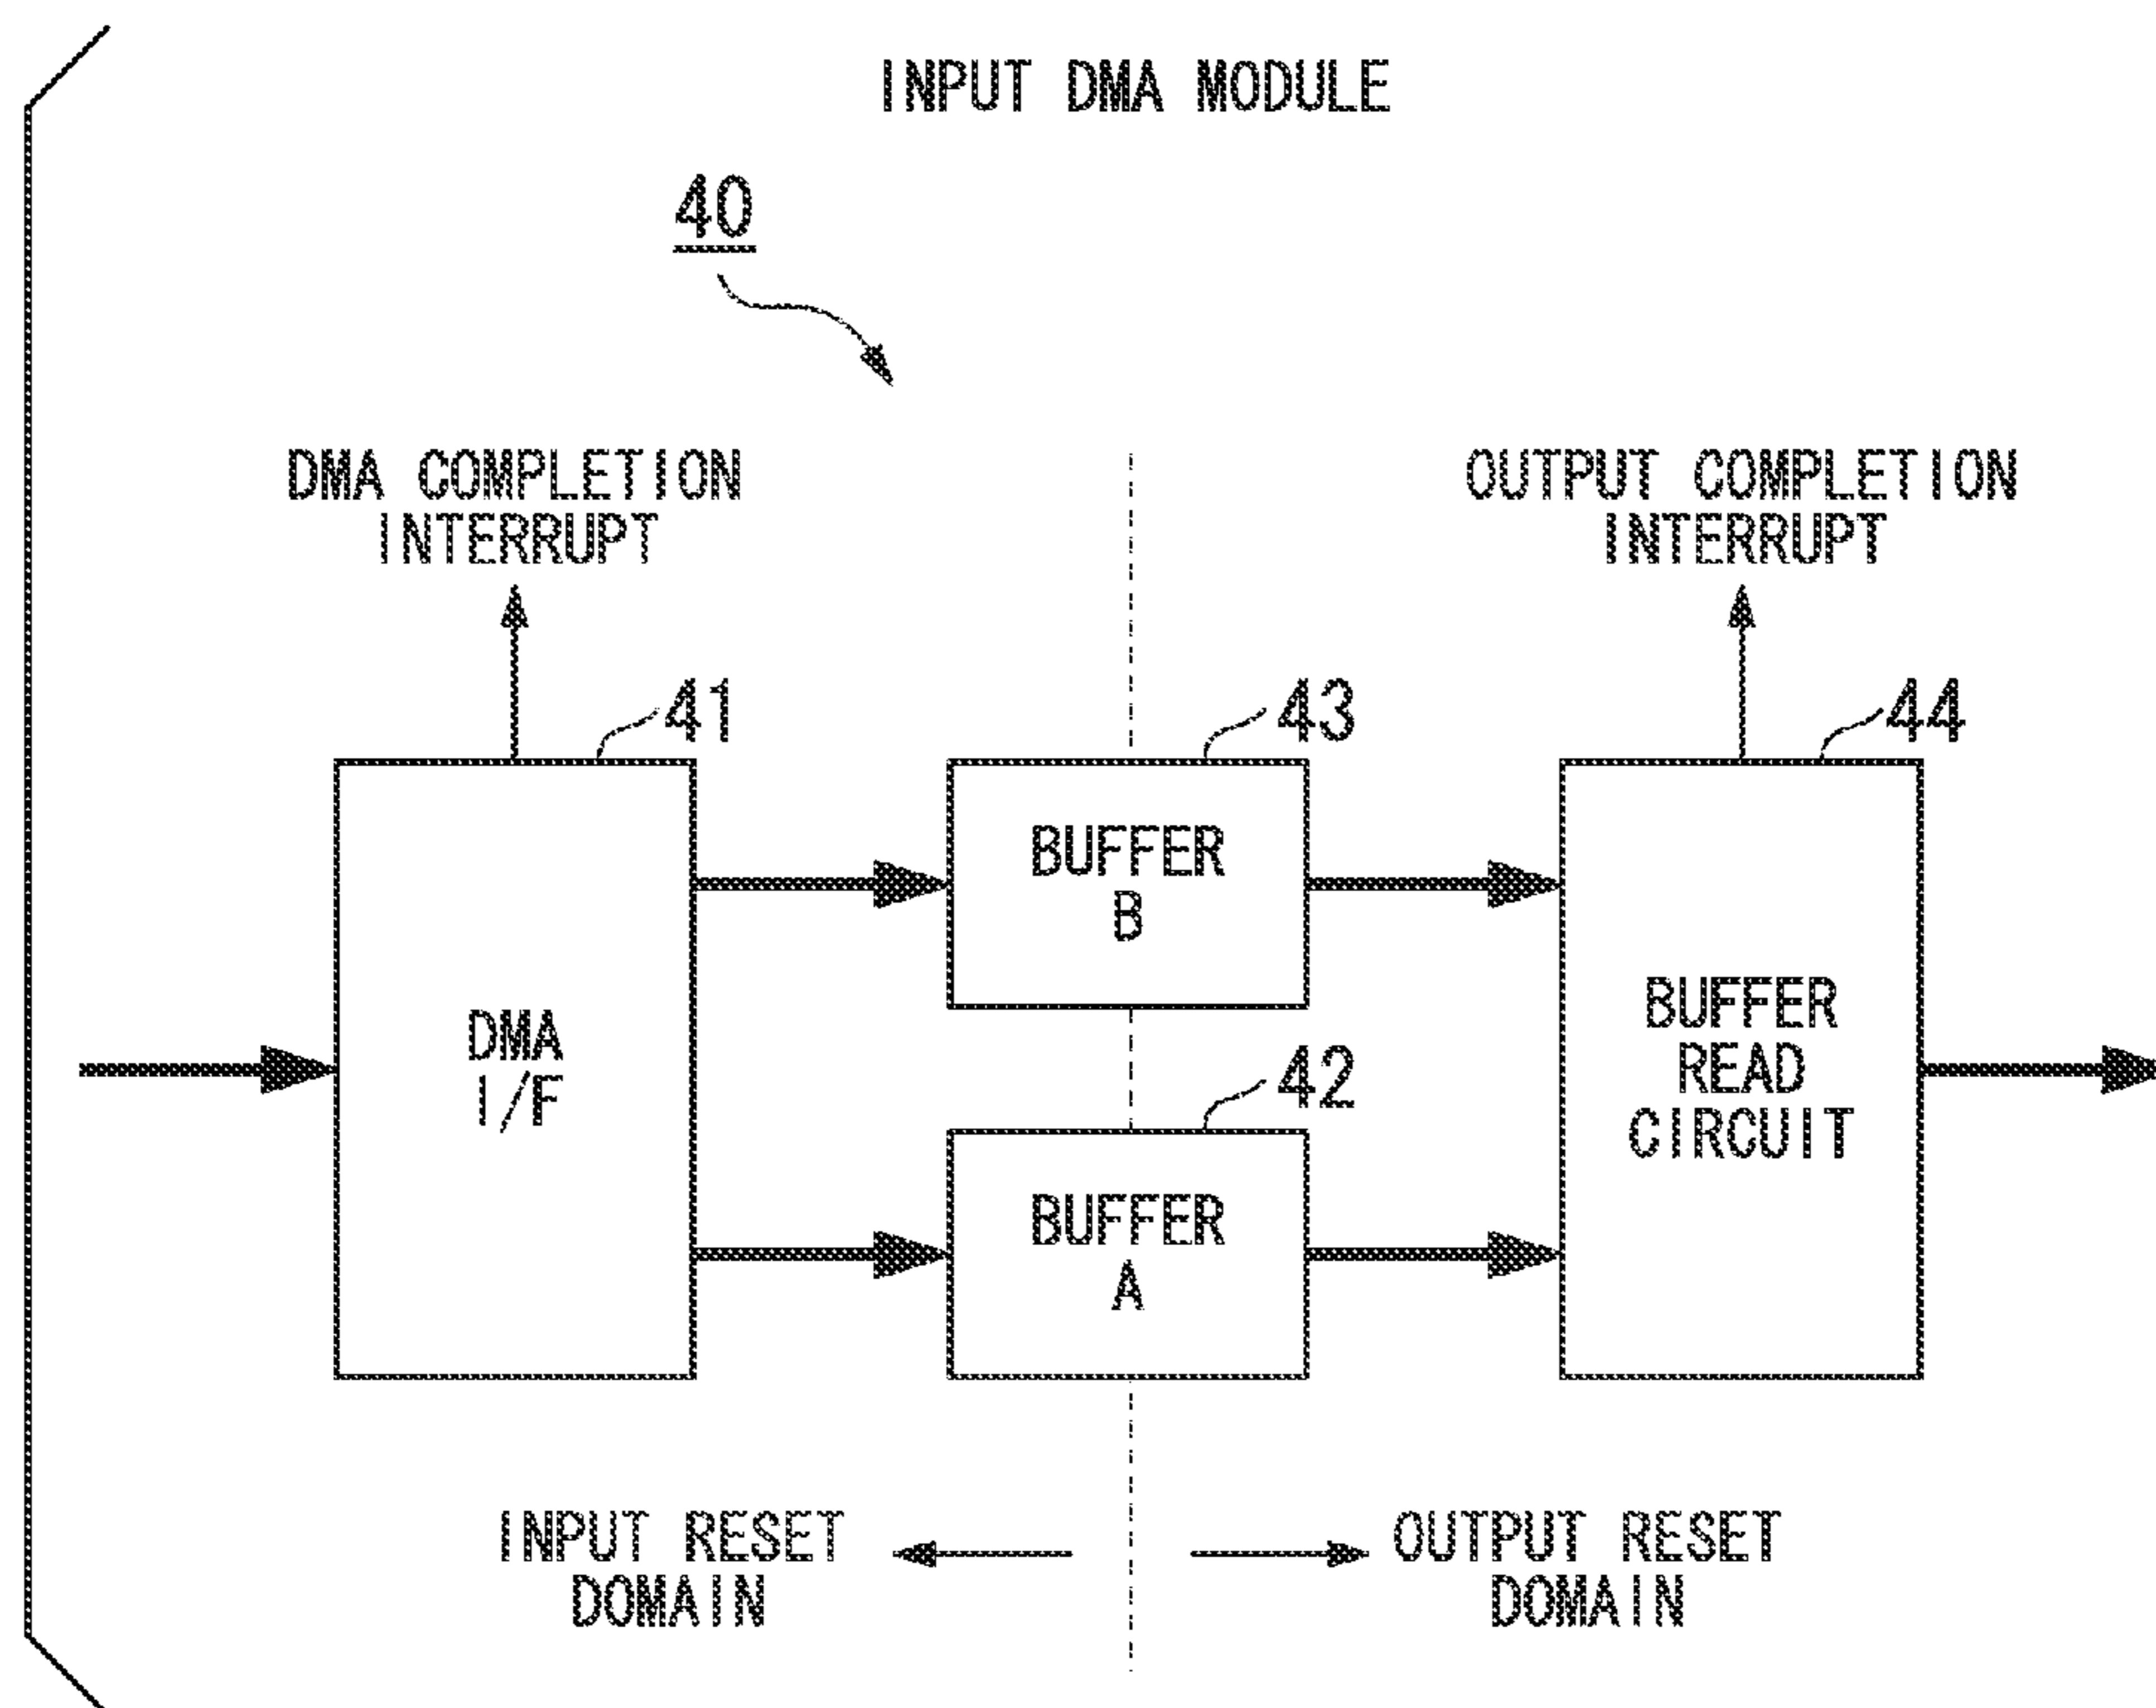 INPUT DMA MODULE
40
DMA COMPLETION
INTERRUPT
OUTPUT COMPLETION
INTERRUPT
41
43
44
BUFFER
B
DMA
I/F
BUFFER
READ
CIRCUIT
42
BUFFER
A
INPUT RESET
DOMAIN
OUTPUT RESET
DOMAIN